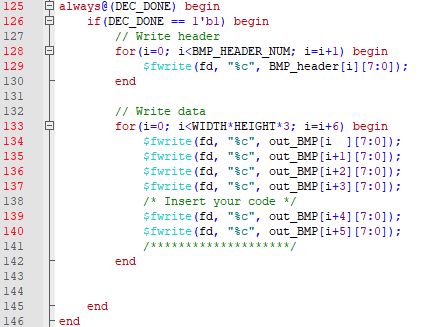 125 always@(DEC_DONE) begin
126     if(DEC_DONE == 1'b1) begin
127         // Write header
128         for(i=0; i<BMP_HEADER_NUM; i=i+1) begin
129             $fwrite(fd, "%c", BMP_header[i][7:0]);
130         end
131
132         // Write data
133         for(i=0; i<WIDTH*HEIGHT*3; i=i+6) begin
134             $fwrite(fd, "%c", out_BMP[i  ][7:0]);
135             $fwrite(fd, "%c", out_BMP[i+1][7:0]);
136             $fwrite(fd, "%c", out_BMP[i+2][7:0]);
137             $fwrite(fd, "%c", out_BMP[i+3][7:0]);
138             /* Insert your code */
139             $fwrite(fd, "%c", out_BMP[i+4][7:0]);
140             $fwrite(fd, "%c", out_BMP[i+5][7:0]);
141             /********************/
142         end
143
144
145     end
146 end